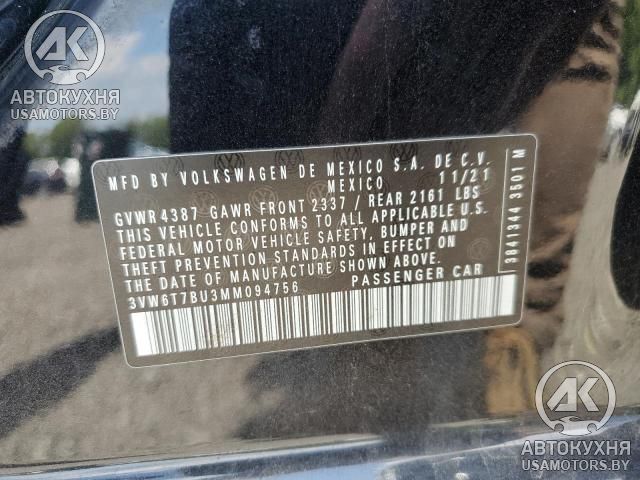 AK
АВТОКУХНЯ
USAMOTORS.BY
MFD BY VOLKSWAGEN DE MEXICO S.A. DE C.V.
MEXICO 11/21
GVWR 4387 GAWR FRONT 2337 / REAR 2161 LBS
THIS VEHICLE CONFORMS TO ALL APPLICABLE U.S.
FEDERAL MOTOR VEHICLE SAFETY, BUMPER AND
THEFT PREVENTION STANDARDS IN EFFECT ON
THE DATE OF MANUFACTURE SHOWN ABOVE.
3VW6T7BU3MM094756 PASSENGER CAR
3841344 3501 M
AK
АВТОКУХНЯ
USAMOTORS.BY